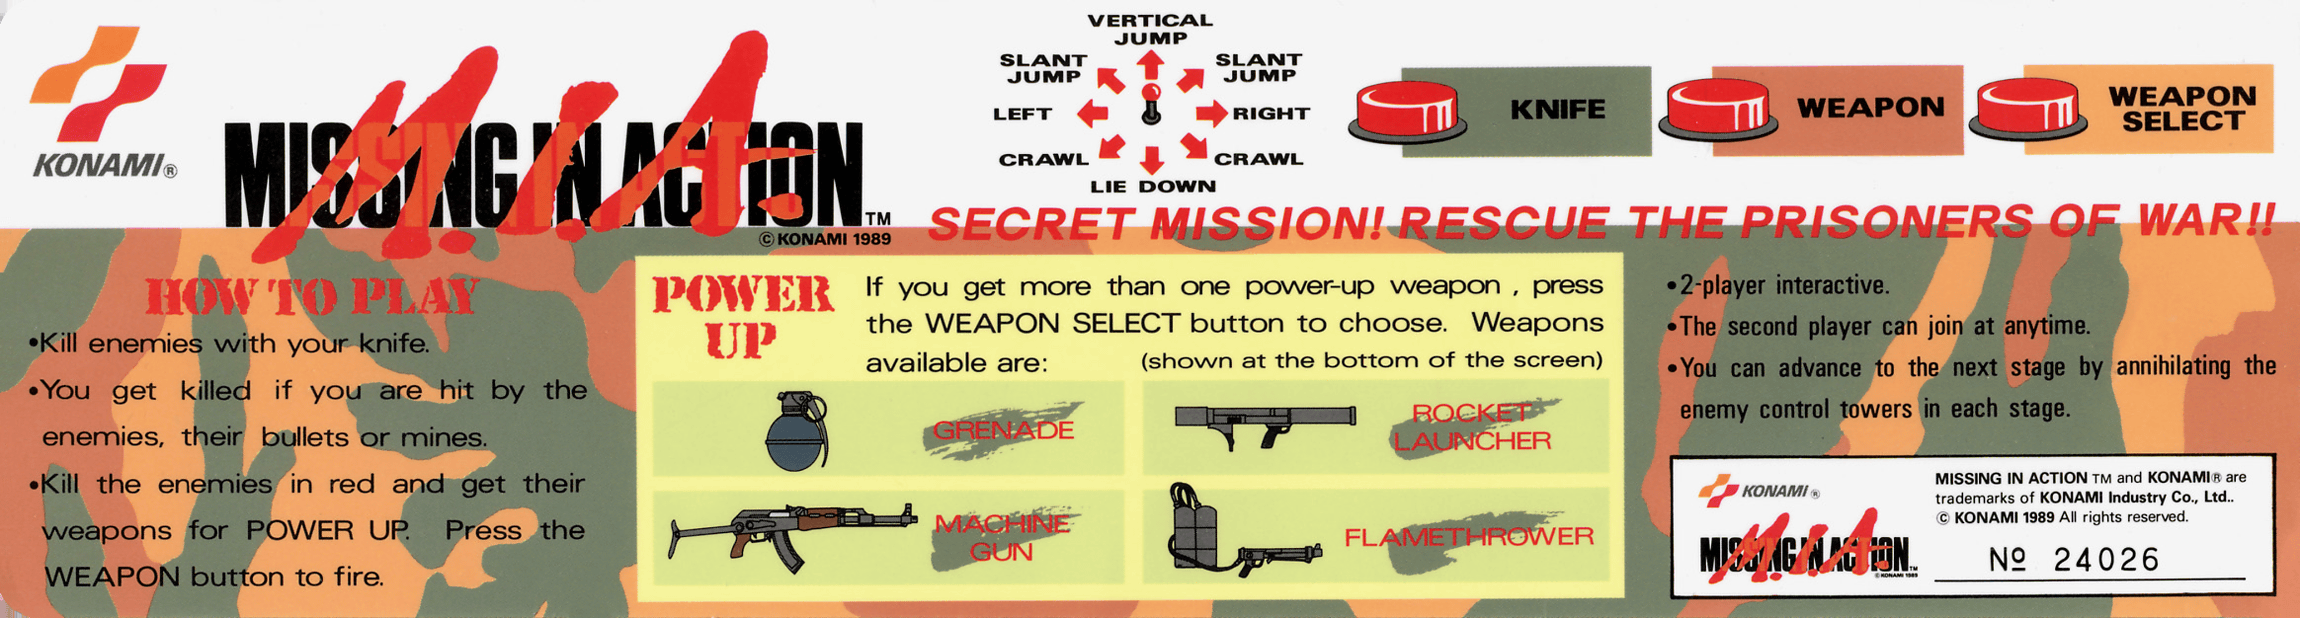 KONAMI®
MISSING IN ACTION TM
M.I.A.
© KONAMI 1989
VERTICAL
JUMP
SLANT
JUMP
SLANT
JUMP
LEFT
RIGHT
CRAWL
CRAWL
LIE DOWN
KNIFE
WEAPON
WEAPON
SELECT
SECRET MISSION! RESCUE THE PRISONERS OF WAR!!
HOW TO PLAY
•Kill enemies with your knife.
•You get killed if you are hit by the
enemies, their bullets or mines.
•Kill the enemies in red and get their
weapons for POWER UP. Press the
WEAPON button to fire.
POWER
UP
If you get more than one power-up weapon , press
the WEAPON SELECT button to choose. Weapons
available are: (shown at the bottom of the screen)
GRENADE
ROCKET
LAUNCHER
MACHINE
GUN
FLAMETHROWER
•2-player interactive.
•The second player can join at anytime.
•You can advance to the next stage by annihilating the
enemy control towers in each stage.
KONAMI®
MISSING IN ACTION TM
M.I.A.
© KONAMI 1989
MISSING IN ACTION TM and KONAMI® are
trademarks of KONAMI Industry Co., Ltd..
© KONAMI 1989 All rights reserved.
Nº 24026